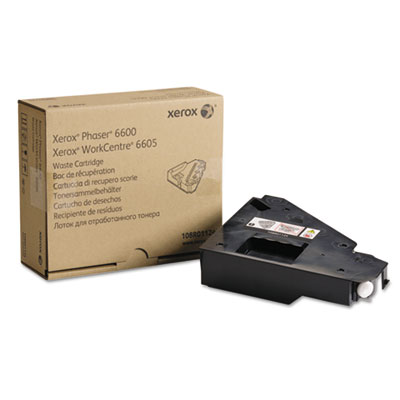 xerox
Xerox® Phaser® 6600
Xerox® WorkCentre® 6605
Waste Cartridge
Bac de récupération
Cartuccia di recupero scorie
Tonersammelbehälter
Cartucho de desechos
Recipiente de resíduos
Лоток для отработанного тонера